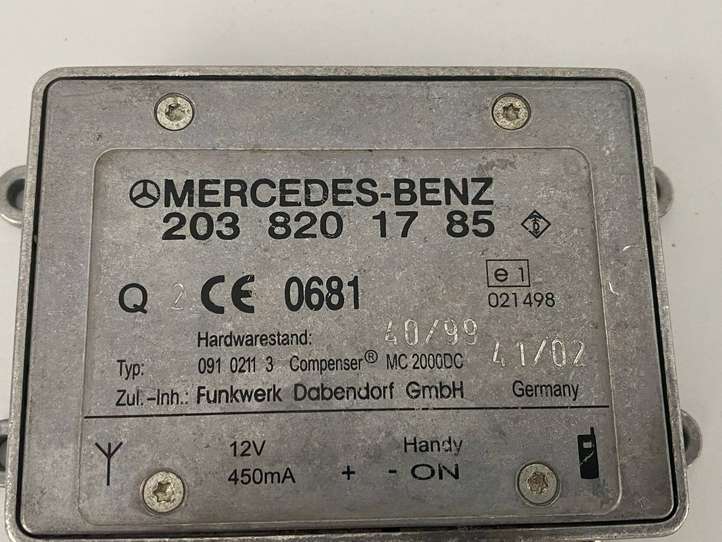 MERCEDES-BENZ
203 820 17 85
Q 2 CE 0681
e 1
021498
Hardwarestand: 40/99
Typ: 091 0211 3 Compenser® MC 2000DC 41/02
Zul.-Inh.: Funkwerk Dabendorf GmbH Germany
12V Handy
450mA + - ON